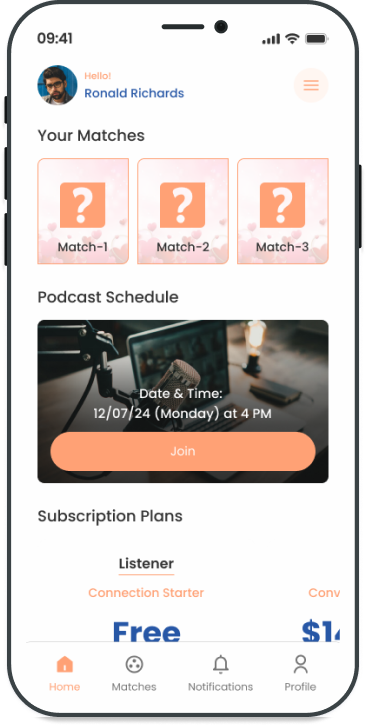 09:41
Hello!
Ronald Richards
Your Matches
?
?
?
Match-1
Match-2
Match-3
Podcast Schedule
Date & Time:
12/07/24 (Monday) at 4 PM
Join
Subscription Plans
Listener
Connection Starter
Conv
Free
$14
Home
Matches
Notifications
Profile